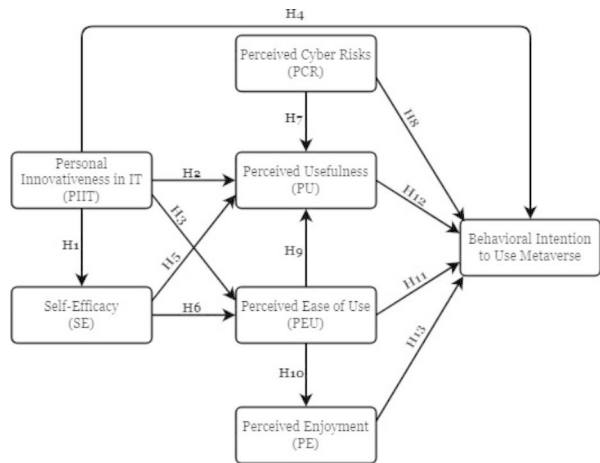 H4
Perceived Cyber Risks
(PCR)
H7
H8
Personal
Innovativeness in IT
(PIIT)
H2
Perceived Usefulness
(PU)
H12
H3
H1
H5
H9
Behavioral Intention
to Use Metaverse
H11
Self-Efficacy
(SE)
H6
Perceived Ease of Use
(PEU)
H13
H10
Perceived Enjoyment
(PE)